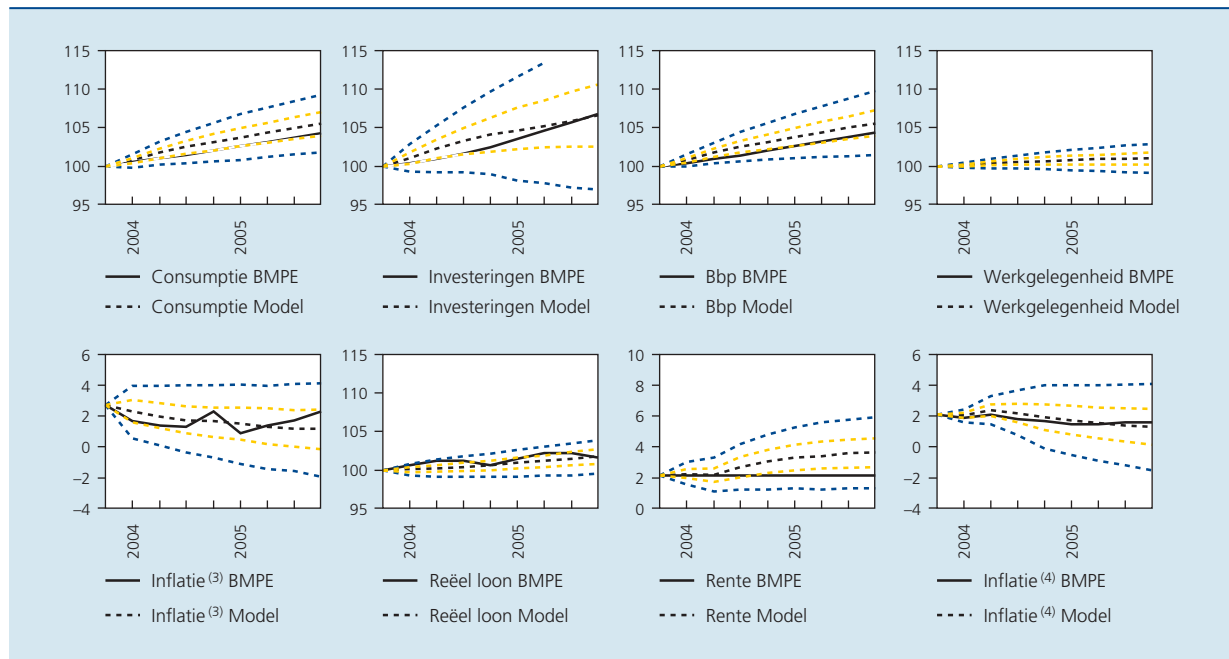 115 115 115 115
110 110 110 110
105 105 105 105
100 100 100 100
95 95 95 95
2004 2005 2004 2005 2004 2005 2004 2005
Consumptie BMPE Investeringen BMPE Bbp BMPE Werkgelegenheid BMPE
Consumptie Model Investeringen Model Bbp Model Werkgelegenheid Model
6 115 10 6
4 110 8 4
2 6 2
0 105 4 0
−2 100 2 −2
−4 95 0 −4
2004 2005 2004 2005 2004 2005 2004 2005
Inflatie (3) BMPE Reëel loon BMPE Rente BMPE Inflatie (4) BMPE
Inflatie (3) Model Reëel loon Model Rente Model Inflatie (4) Model